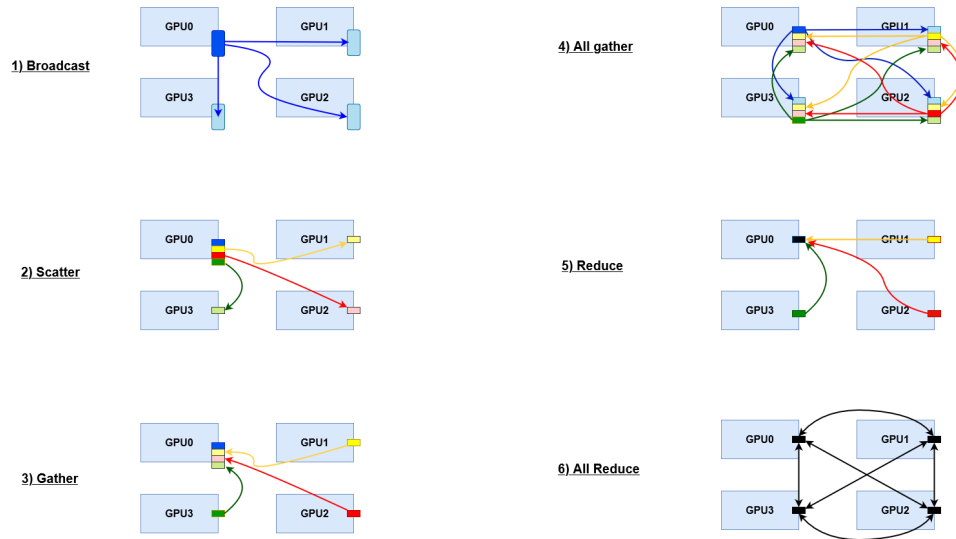 1) Broadcast
GPU0
GPU1
GPU3
GPU2
2) Scatter
GPU0
GPU1
GPU3
GPU2
3) Gather
GPU0
GPU1
GPU3
GPU2
4) All gather
GPU0
GPU1
GPU3
GPU2
5) Reduce
GPU0
GPU1
GPU3
GPU2
6) All Reduce
GPU0
GPU1
GPU3
GPU2